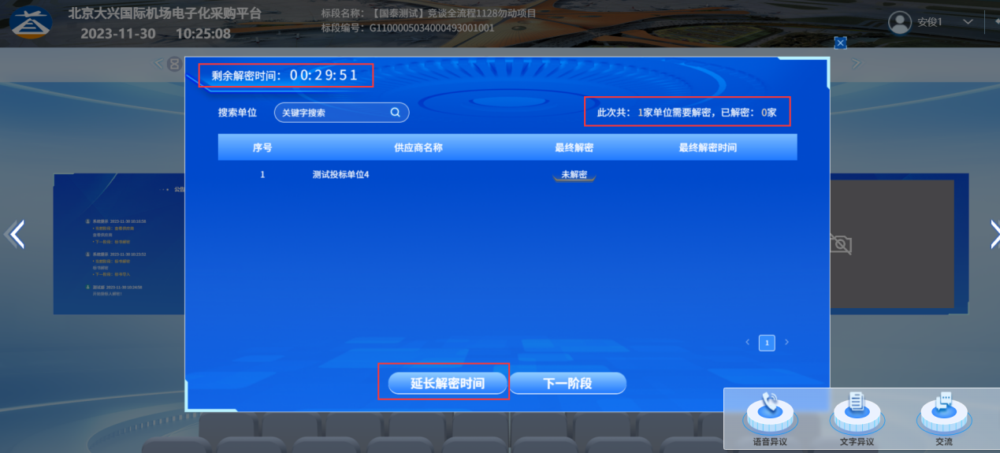 北京大兴国际机场电子化采购平台
标段名称：【国泰测试】竞谈全流程1128勿动项目
2023-11-30 10:25:08
标段编号：G1100005034000493001001
安俊1
剩余解密时间：00:29:51
搜索单位 关键字搜索
此次共：1家单位需要解密，已解密：0家
序号 供应商名称 最终解密 最终解密时间
1 测试投标单位4 未解密
公告
1
延长解密时间 下一阶段
语音异议 文字异议 交流